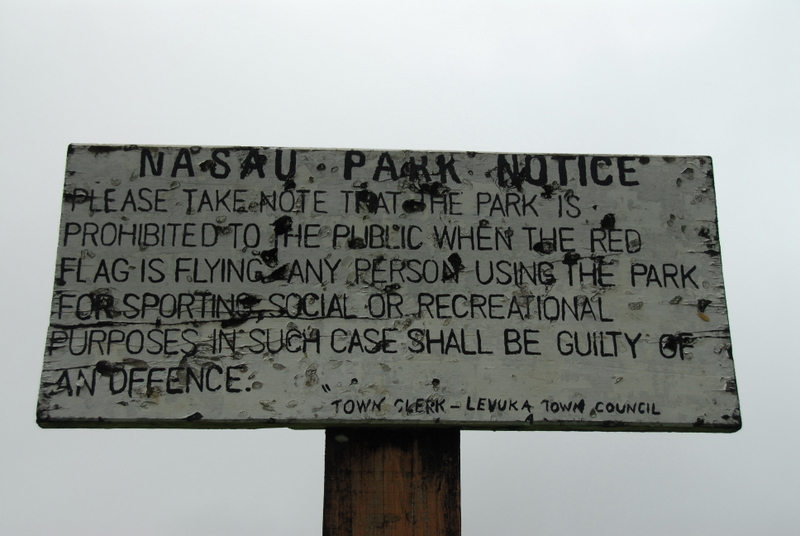 NASAU PARK NOTICE
PLEASE TAKE NOTE THAT THE PARK IS
PROHIBITED TO THE PUBLIC WHEN THE RED
FLAG IS FLYING ANY PERSON USING THE PARK
FOR SPORTING, SOCIAL OR RECREATIONAL
PURPOSES IN SUCH CASE SHALL BE GUILTY OF
AN OFFENCE.
TOWN CLERK - LEVUKA TOWN COUNCIL